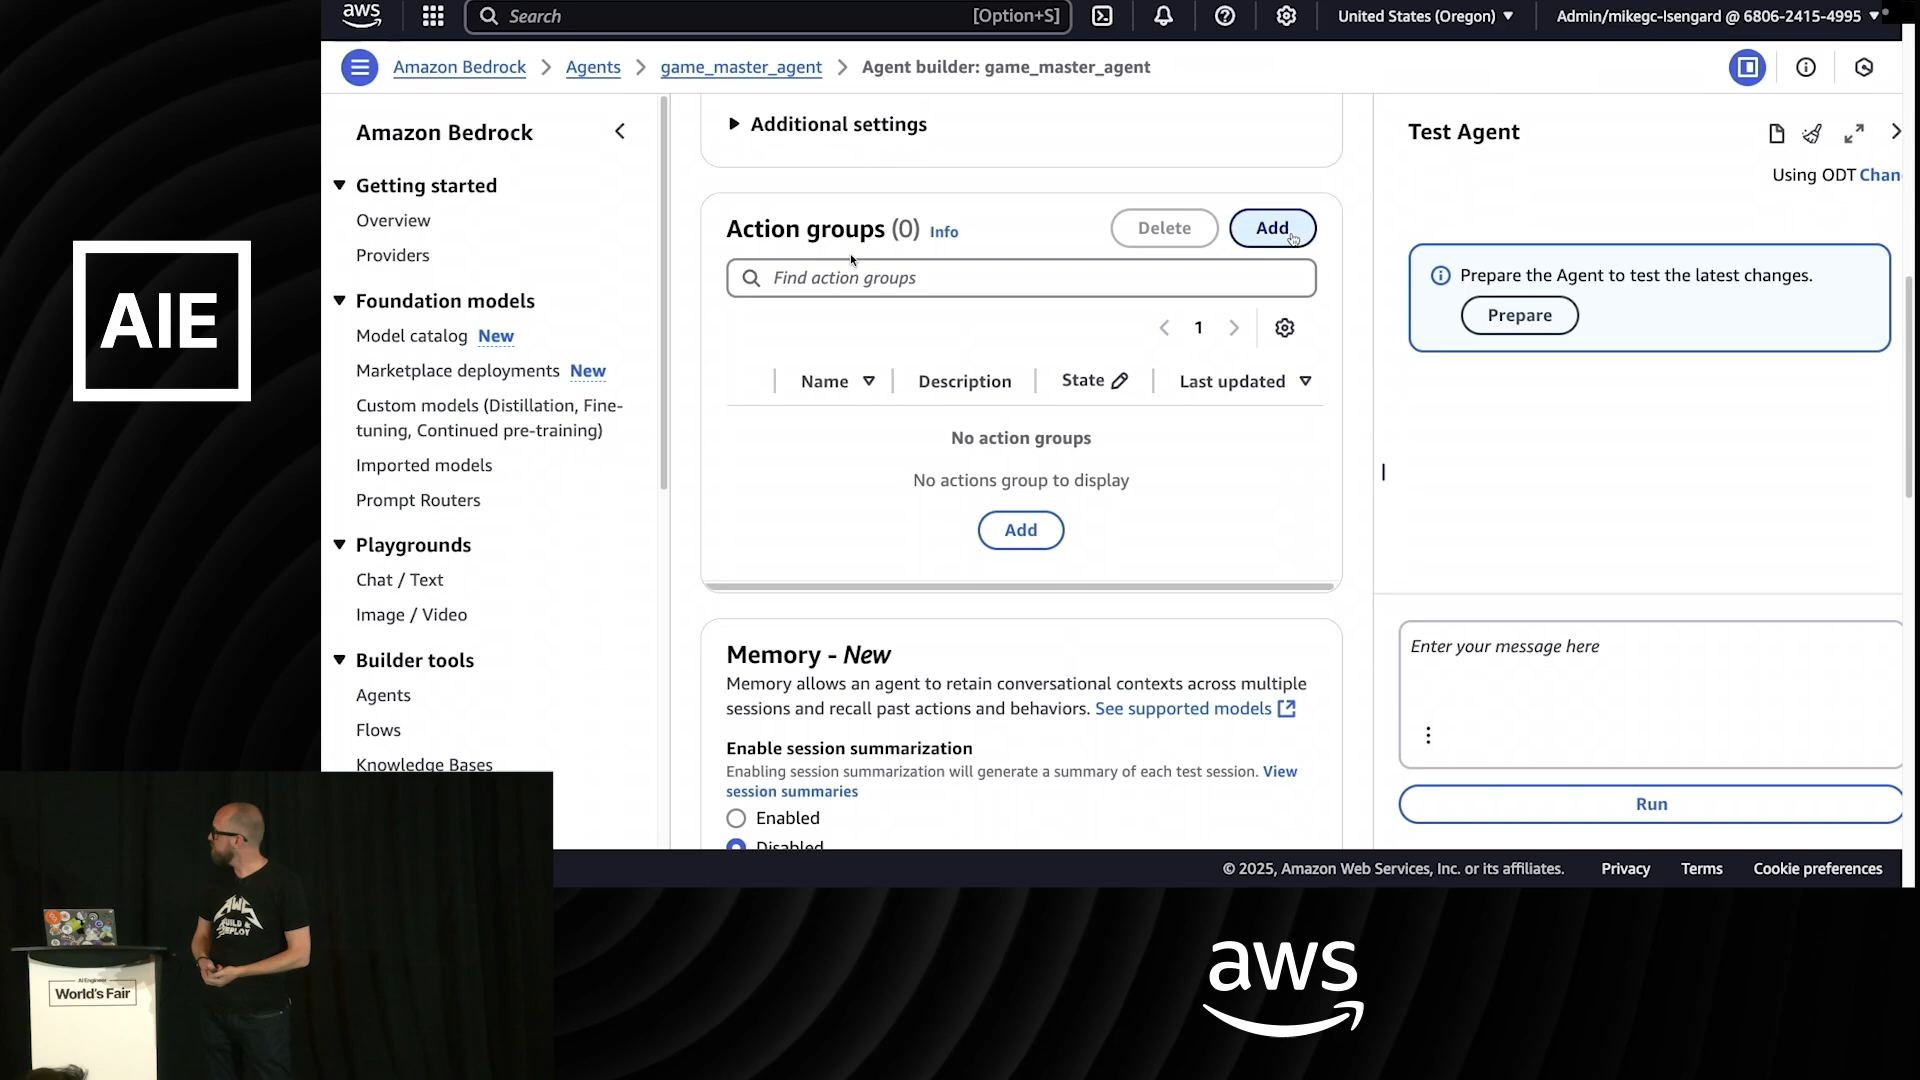 aws
Search
[Option+S]
United States (Oregon)
Admin/mikegc-Isengard @ 6806-2415-4995
Amazon Bedrock
Agents
game_master_agent
Agent builder: game_master_agent
Amazon Bedrock
Getting started
Overview
Providers
Foundation models
Model catalog New
Marketplace deployments New
Custom models (Distillation, Fine-
tuning, Continued pre-training)
Imported models
Prompt Routers
Playgrounds
Chat / Text
Image / Video
Builder tools
Agents
Flows
Knowledge Bases
Additional settings
Action groups (0) Info
Delete
Add
Find action groups
1
Name
Description
State
Last updated
No action groups
No actions group to display
Add
Memory - New
Memory allows an agent to retain conversational contexts across multiple
sessions and recall past actions and behaviors. See supported models
Enable session summarization
Enabling session summarization will generate a summary of each test session. View
session summaries
Enabled
Disabled
Test Agent
Using ODT Chan
Prepare the Agent to test the latest changes.
Prepare
Enter your message here
Run
© 2025, Amazon Web Services, Inc. or its affiliates.
Privacy
Terms
Cookie preferences
AIE
AWS
BUILD &
DEPLOY
AI Engineer
World's Fair
aws